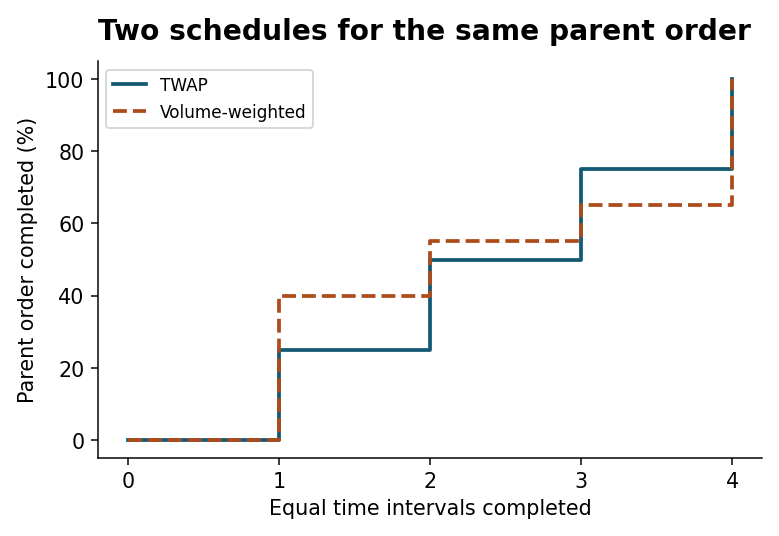 Two schedules for the same parent order
TWAP
Volume-weighted
Parent order completed (%)
100
80
60
40
20
0
0 1 2 3 4
Equal time intervals completed